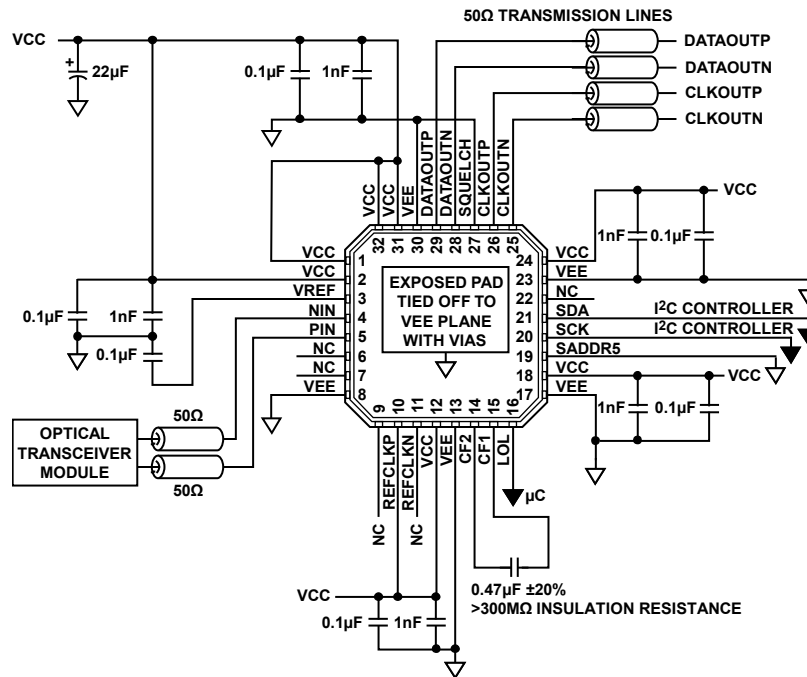 50Ω TRANSMISSION LINES
VCC
+
22µF
0.1µF
1nF
DATAOUTP
DATAOUTN
CLKOUTP
CLKOUTN
VCC
VCC
VEE
DATAOUTP
DATAOUTN
SQUELCH
CLKOUTP
CLKOUTN
32
31
30
29
28
27
26
25
VCC
VCC
VREF
NIN
PIN
NC
NC
VEE
1
2
3
4
5
6
7
8
0.1µF
1nF
0.1µF
EXPOSED PAD
TIED OFF TO
VEE PLANE
WITH VIAS
24
23
22
21
20
19
18
17
VCC
VEE
NC
SDA
SCK
SADDR5
VCC
VEE
VCC
1nF
0.1µF
I2C CONTROLLER
I2C CONTROLLER
VCC
1nF
0.1µF
OPTICAL
TRANSCEIVER
MODULE
50Ω
50Ω
9
10
11
12
13
14
15
16
NC
REFCLKP
REFCLKN
NC
VCC
VEE
CF2
CF1
LOL
µC
0.47µF ±20%
>300MΩ INSULATION RESISTANCE
VCC
0.1µF
1nF